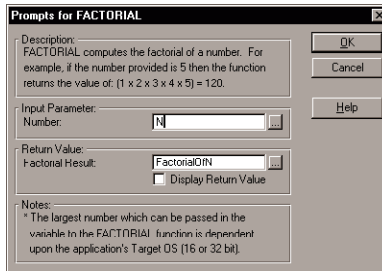 Prompts for FACTORIAL
Description:
FACTORIAL computes the factorial of a number. For
example, if the number provided is 5 then the function
returns the value of: (1 x 2 x 3 x 4 x 5) = 120.
Input Parameter:
Number:
N
...
Return Value:
Factorial Result:
FactorialOfN
...
Display Return Value
Notes:
* The largest number which can be passed in the
variable to the FACTORIAL function is dependent
upon the application's Target OS (16 or 32 bit).
OK
Cancel
Help